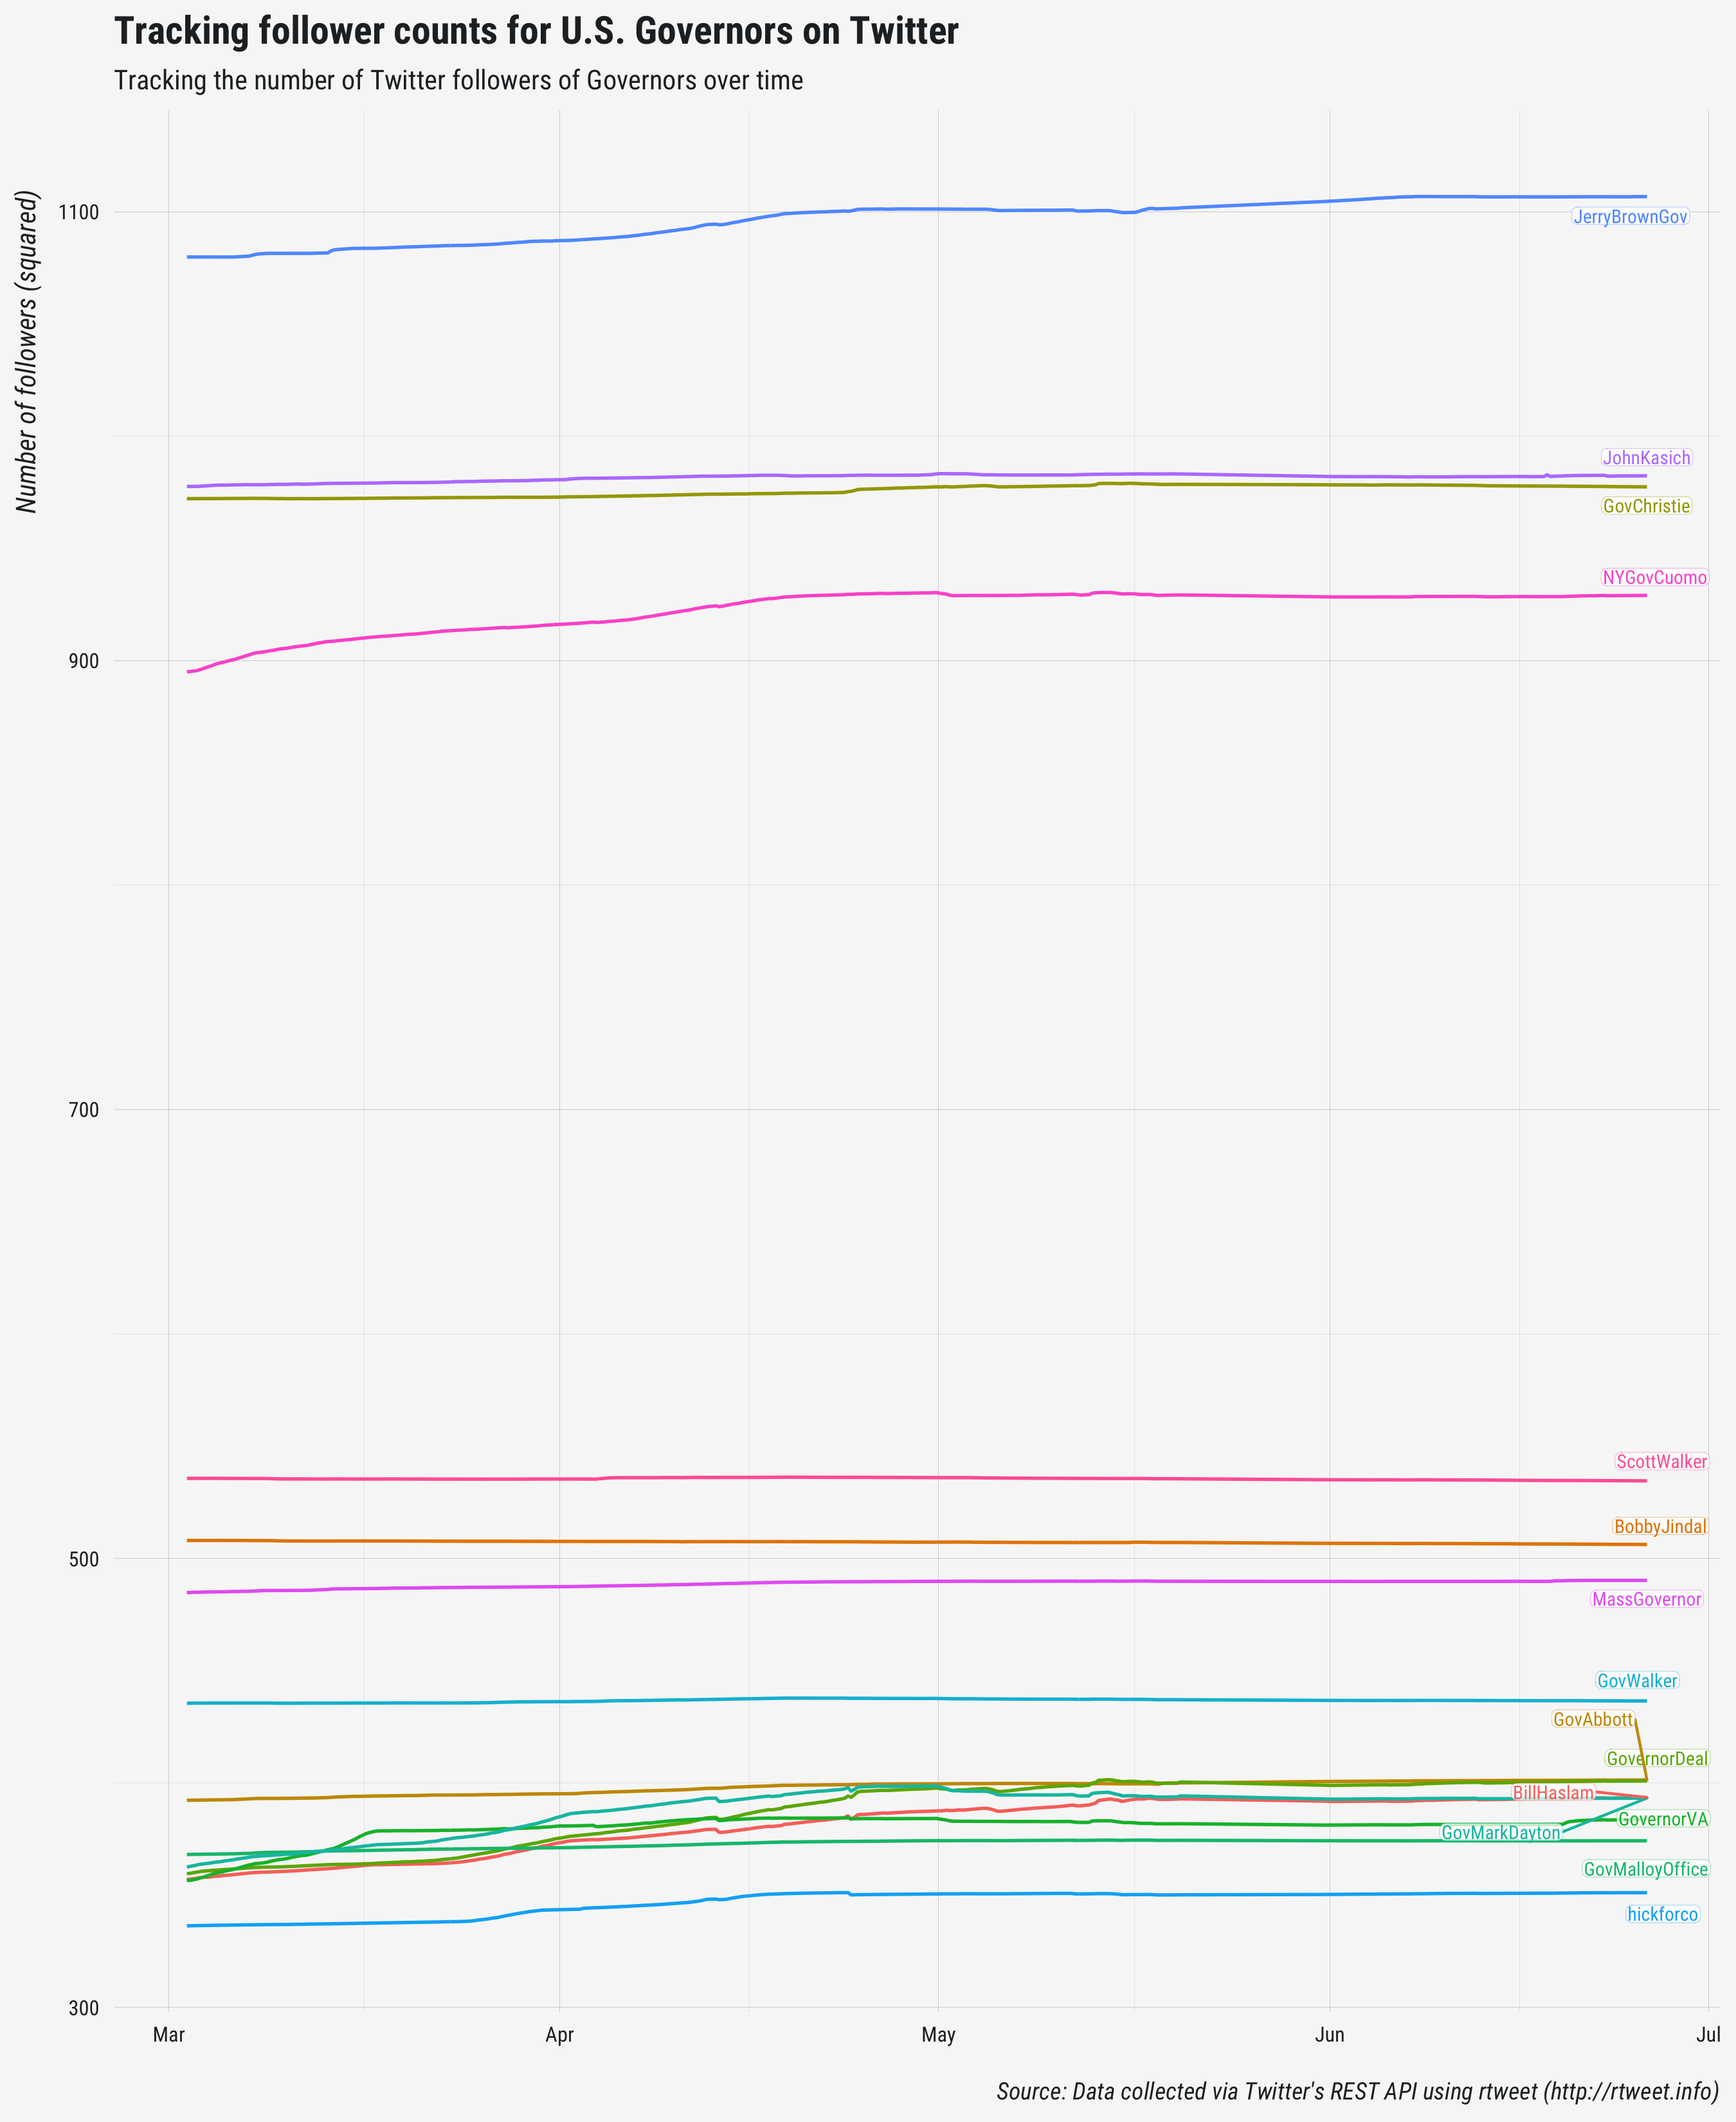 Tracking follower counts for U.S. Governors on Twitter
Tracking the number of Twitter followers of Governors over time
Number of followers (squared)
1100
JerryBrownGov
JohnKasich
GovChristie
NYGovCuomo
900
700
ScottWalker
BobbyJindal
500
MassGovernor
GovWalker
GovAbbott
GovernorDeal
BillHaslam
GovernorVA
GovMarkDayton
GovMalloyOffice
hickforco
300
Mar Apr May Jun Jul
Source: Data collected via Twitter's REST API using rtweet (http://rtweet.info)